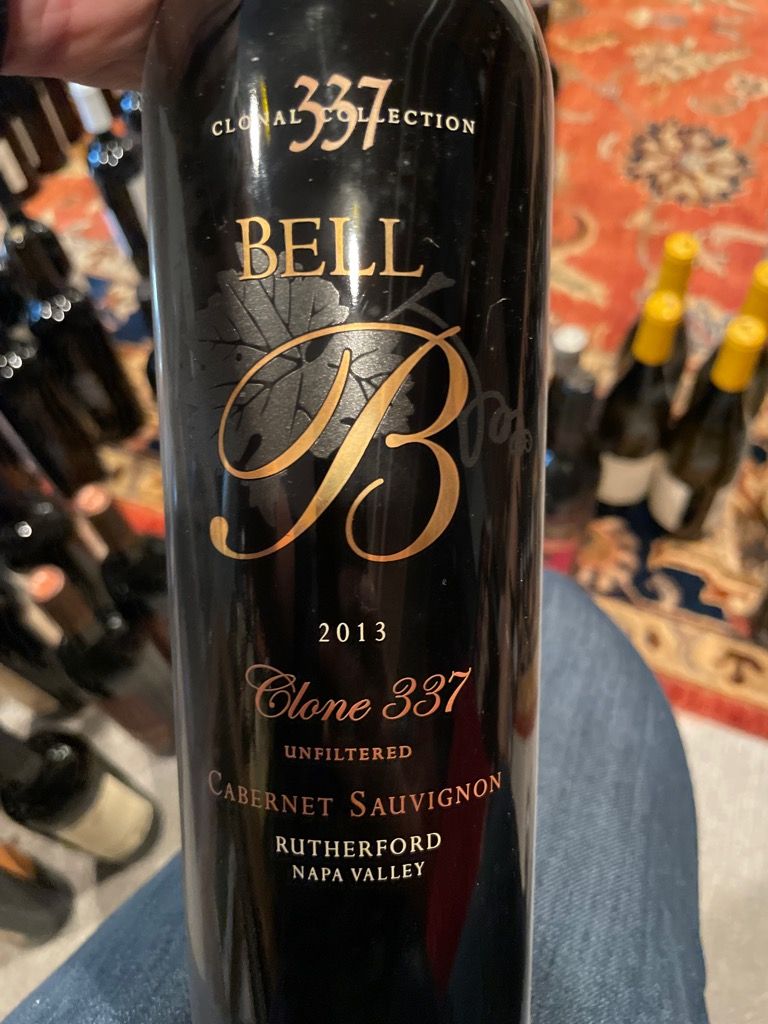 337
CLONAL COLLECTION
BELL
B
2013
Clone 337
UNFILTERED
CABERNET SAUVIGNON
RUTHERFORD
NAPA VALLEY